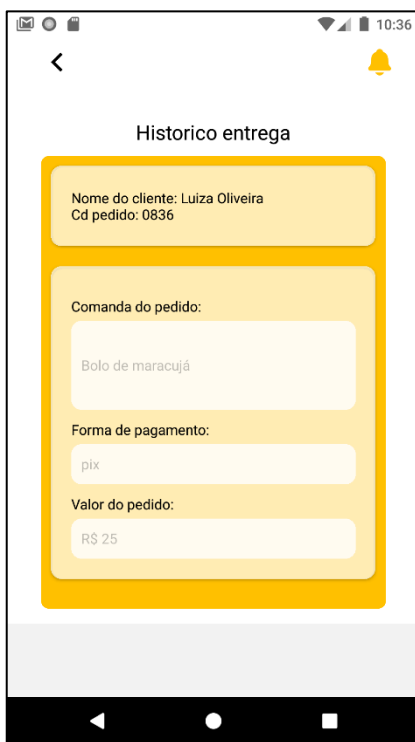 10:36
Historico entrega
Nome do cliente: Luiza Oliveira
Cd pedido: 0836
Comanda do pedido:
Bolo de maracujá
Forma de pagamento:
pix
Valor do pedido:
R$ 25